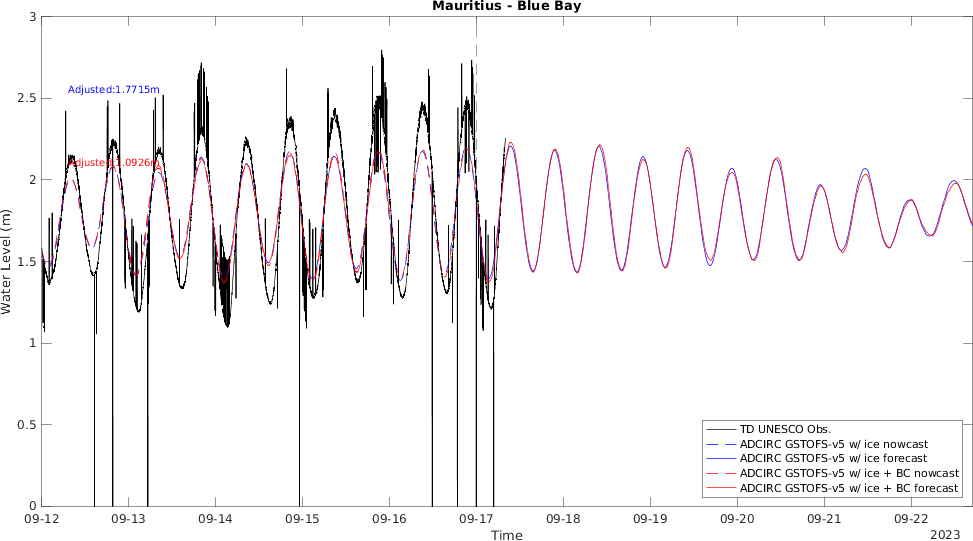 Mauritius - Blue Bay
Water Level (m)
3
2.5
2
1.5
1
0.5
0
Adjusted:1.7715m
Adjusted:1.0926m
TD UNESCO Obs.
ADCIRC GSTOFS-v5 w/ ice nowcast
ADCIRC GSTOFS-v5 w/ ice forecast
ADCIRC GSTOFS-v5 w/ ice + BC nowcast
ADCIRC GSTOFS-v5 w/ ice + BC forecast
09-12 09-13 09-14 09-15 09-16 09-17 09-18 09-19 09-20 09-21 09-22
Time
2023